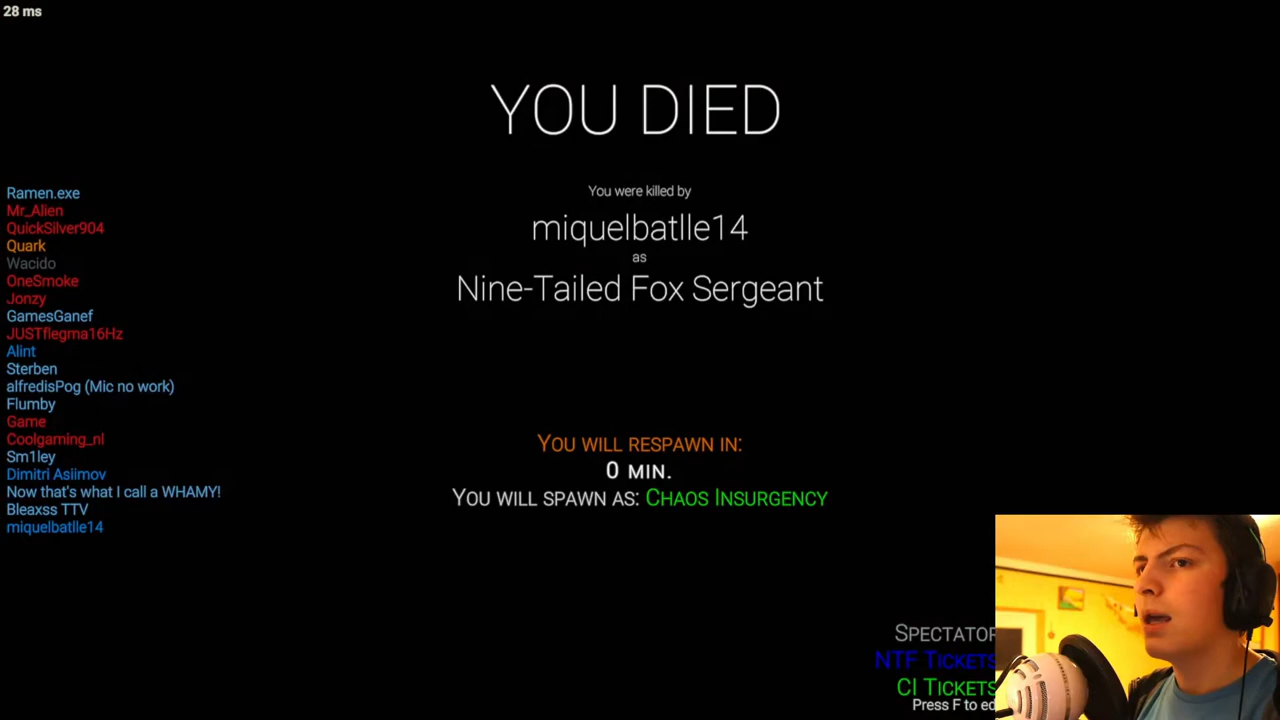 28 ms
YOU DIED
You were killed by
miquelbatlle14
as
Nine-Tailed Fox Sergeant
Ramen.exe
Mr_Alien
QuickSilver904
Quark
Wacido
OneSmoke
Jonzy
GamesGanef
JUSTflegma16Hz
Alint
Sterben
alfredisPog (Mic no work)
Flumby
Game
Coolgaming_nl
Sm1ley
Dimitri Asiimov
Now that's what I call a WHAMY!
Bleaxss TTV
miquelbatlle14
YOU WILL RESPAWN IN:
0 MIN.
YOU WILL SPAWN AS: CHAOS INSURGENCY
SPECTATOR
NTF TICKETS
CI TICKETS
Press F to